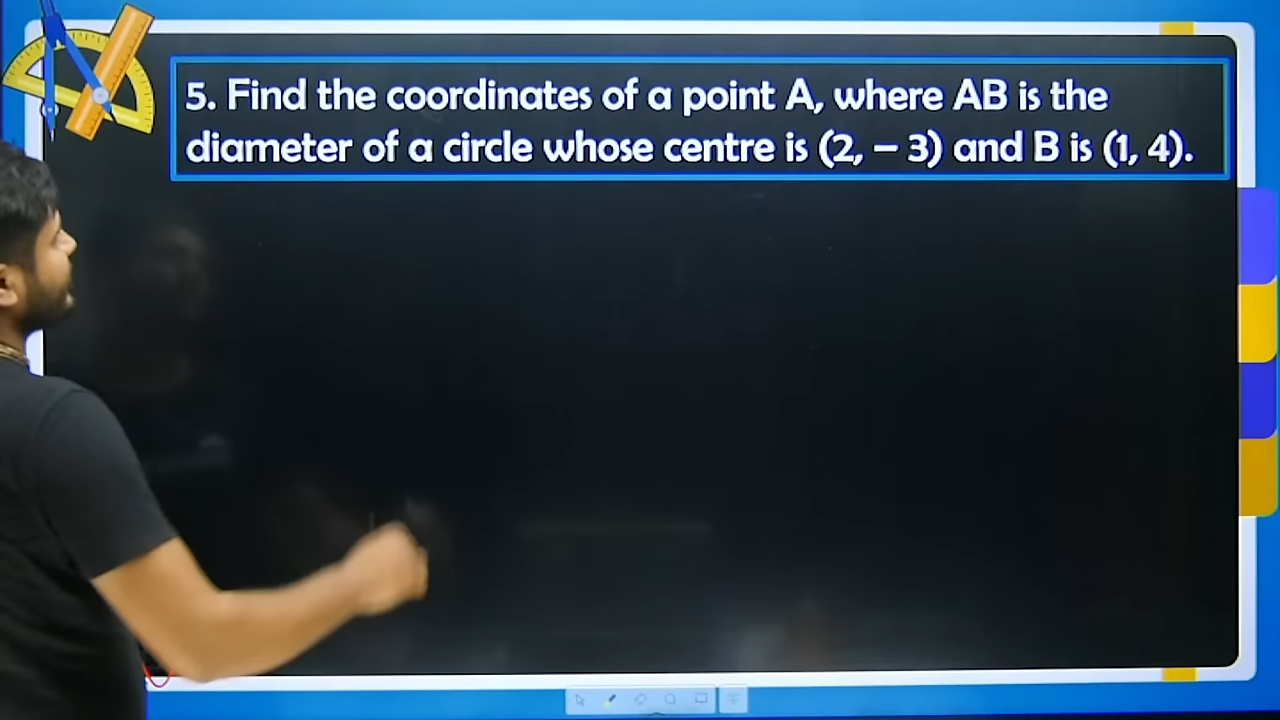 5. Find the coordinates of a point A, where AB is the
diameter of a circle whose centre is (2, – 3) and B is (1, 4).